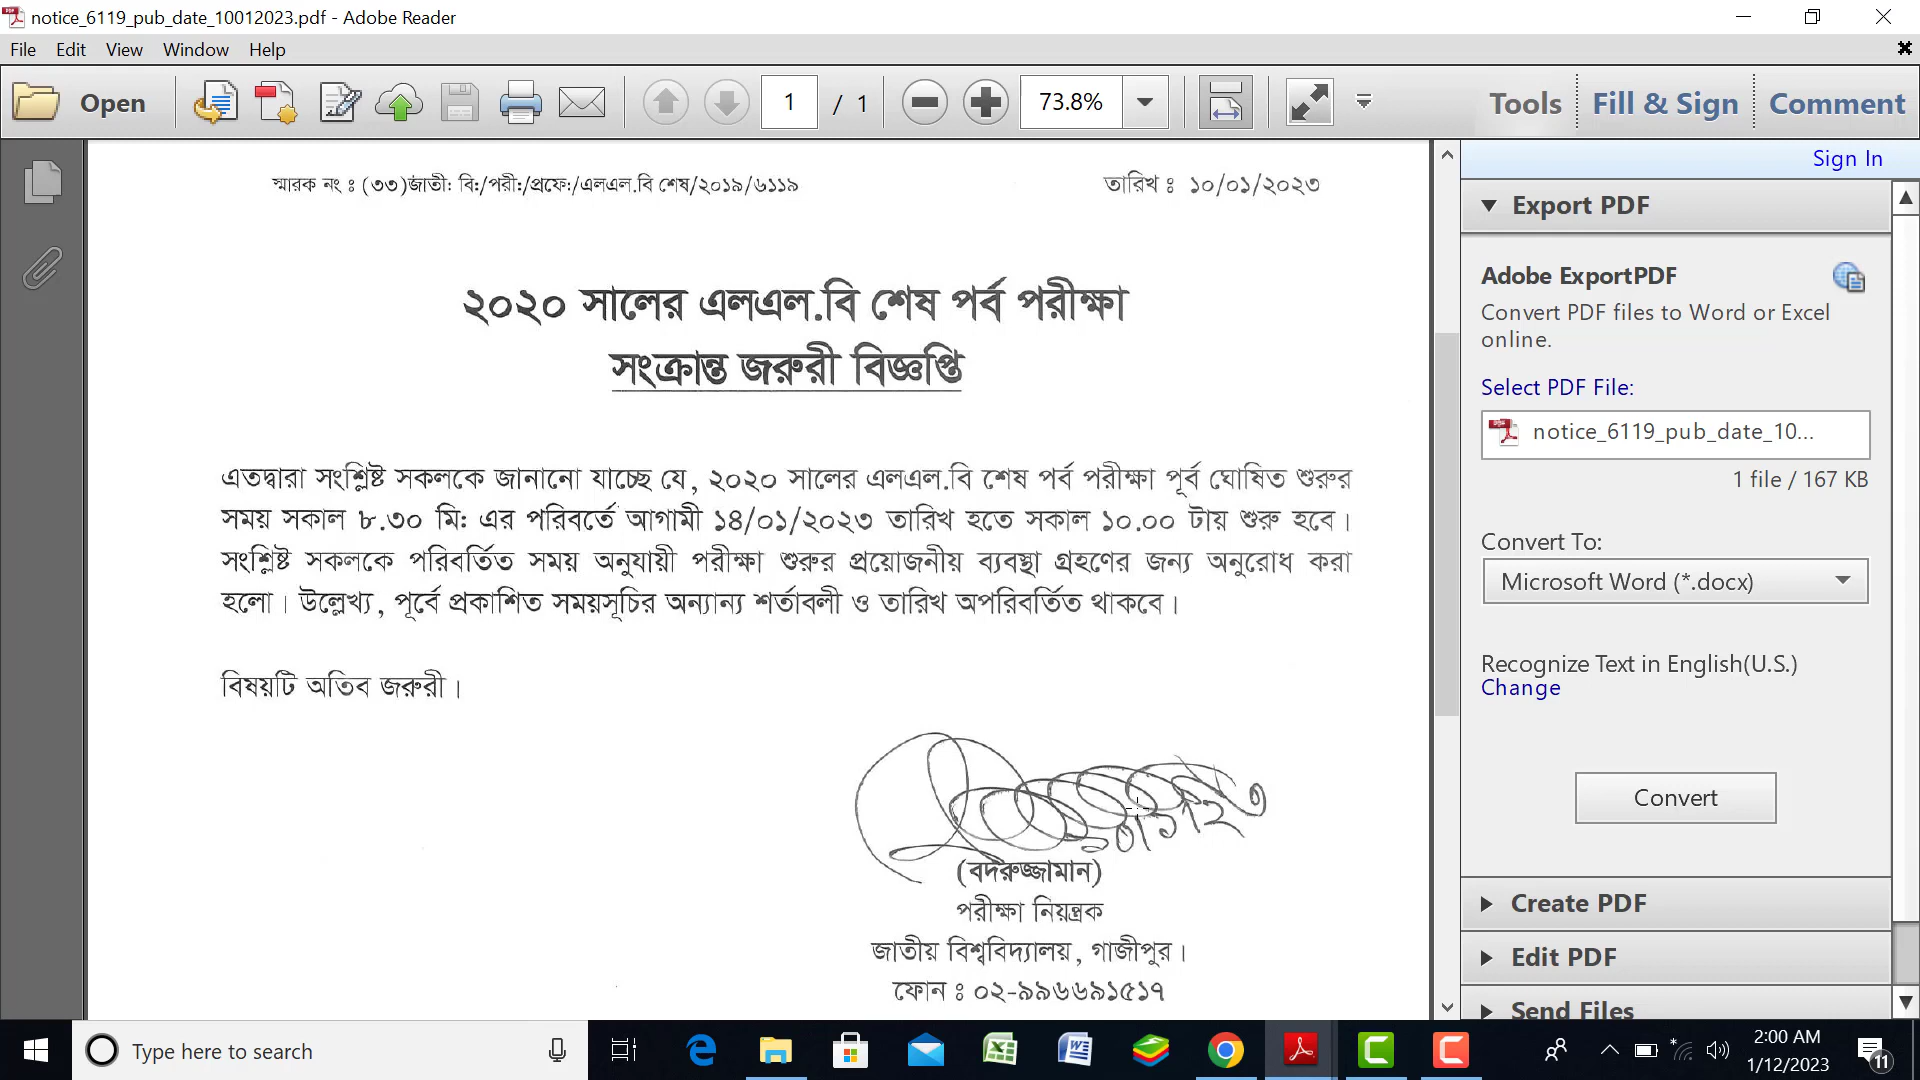 notice_6119_pub_date_10012023.pdf - Adobe Reader
File Edit View Window Help
Open 1 / 1 73.8% Tools Fill & Sign Comment
Sign In
স্মারক নং ঃ (৩৩)জাতী: বি:/পরী:/প্রফে:/এলএল.বি শেষ/২০১৯/৬১১৯ তারিখ ঃ ১০/০১/২০২৩
২০২০ সালের এলএল.বি শেষ পর্ব পরীক্ষা
সংক্রান্ত জরুরী বিজ্ঞপ্তি
এতদ্বারা সংশ্লিষ্ট সকলকে জানানো যাচ্ছে যে, ২০২০ সালের এলএল.বি শেষ পর্ব পরীক্ষা পূর্ব ঘোষিত শুরুর
সময় সকাল ৮.৩০ মি: এর পরিবর্তে আগামী ১৪/০১/২০২৩ তারিখ হতে সকাল ১০.০০ টায় শুরু হবে।
সংশ্লিষ্ট সকলকে পরিবর্তিত সময় অনুযায়ী পরীক্ষা শুরুর প্রয়োজনীয় ব্যবস্থা গ্রহণের জন্য অনুরোধ করা
হলো। উল্লেখ্য, পূর্বে প্রকাশিত সময়সূচির অন্যান্য শর্তাবলী ও তারিখ অপরিবর্তিত থাকবে।
বিষয়টি অতিব জরুরী।
(বদরুজ্জামান)
পরীক্ষা নিয়ন্ত্রক
জাতীয় বিশ্ববিদ্যালয়, গাজীপুর।
ফোন ঃ ০২-৯৯৬৬৯১৫১৭
Export PDF
Adobe ExportPDF
Convert PDF files to Word or Excel
online.
Select PDF File:
notice_6119_pub_date_10...
1 file / 167 KB
Convert To:
Microsoft Word (*.docx)
Recognize Text in English(U.S.)
Change
Convert
Create PDF
Edit PDF
Send Files
Type here to search
2:00 AM
1/12/2023
11